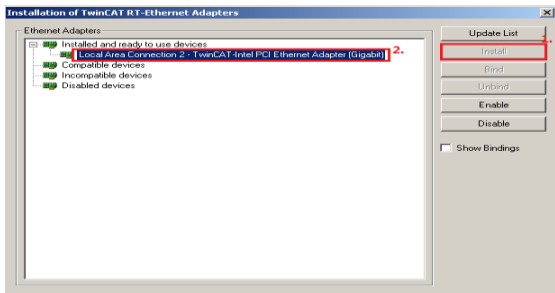 Installation of TwinCAT RT-Ethernet Adapters
Ethernet Adapters
Installed and ready to use devices
Local Area Connection 2 - TwinCAT-Intel PCI Ethernet Adapter (Gigabit)
2.
Compatible devices
Incompatible devices
Disabled devices
Update List
1.
Install
Bind
Unbind
Enable
Disable
Show Bindings